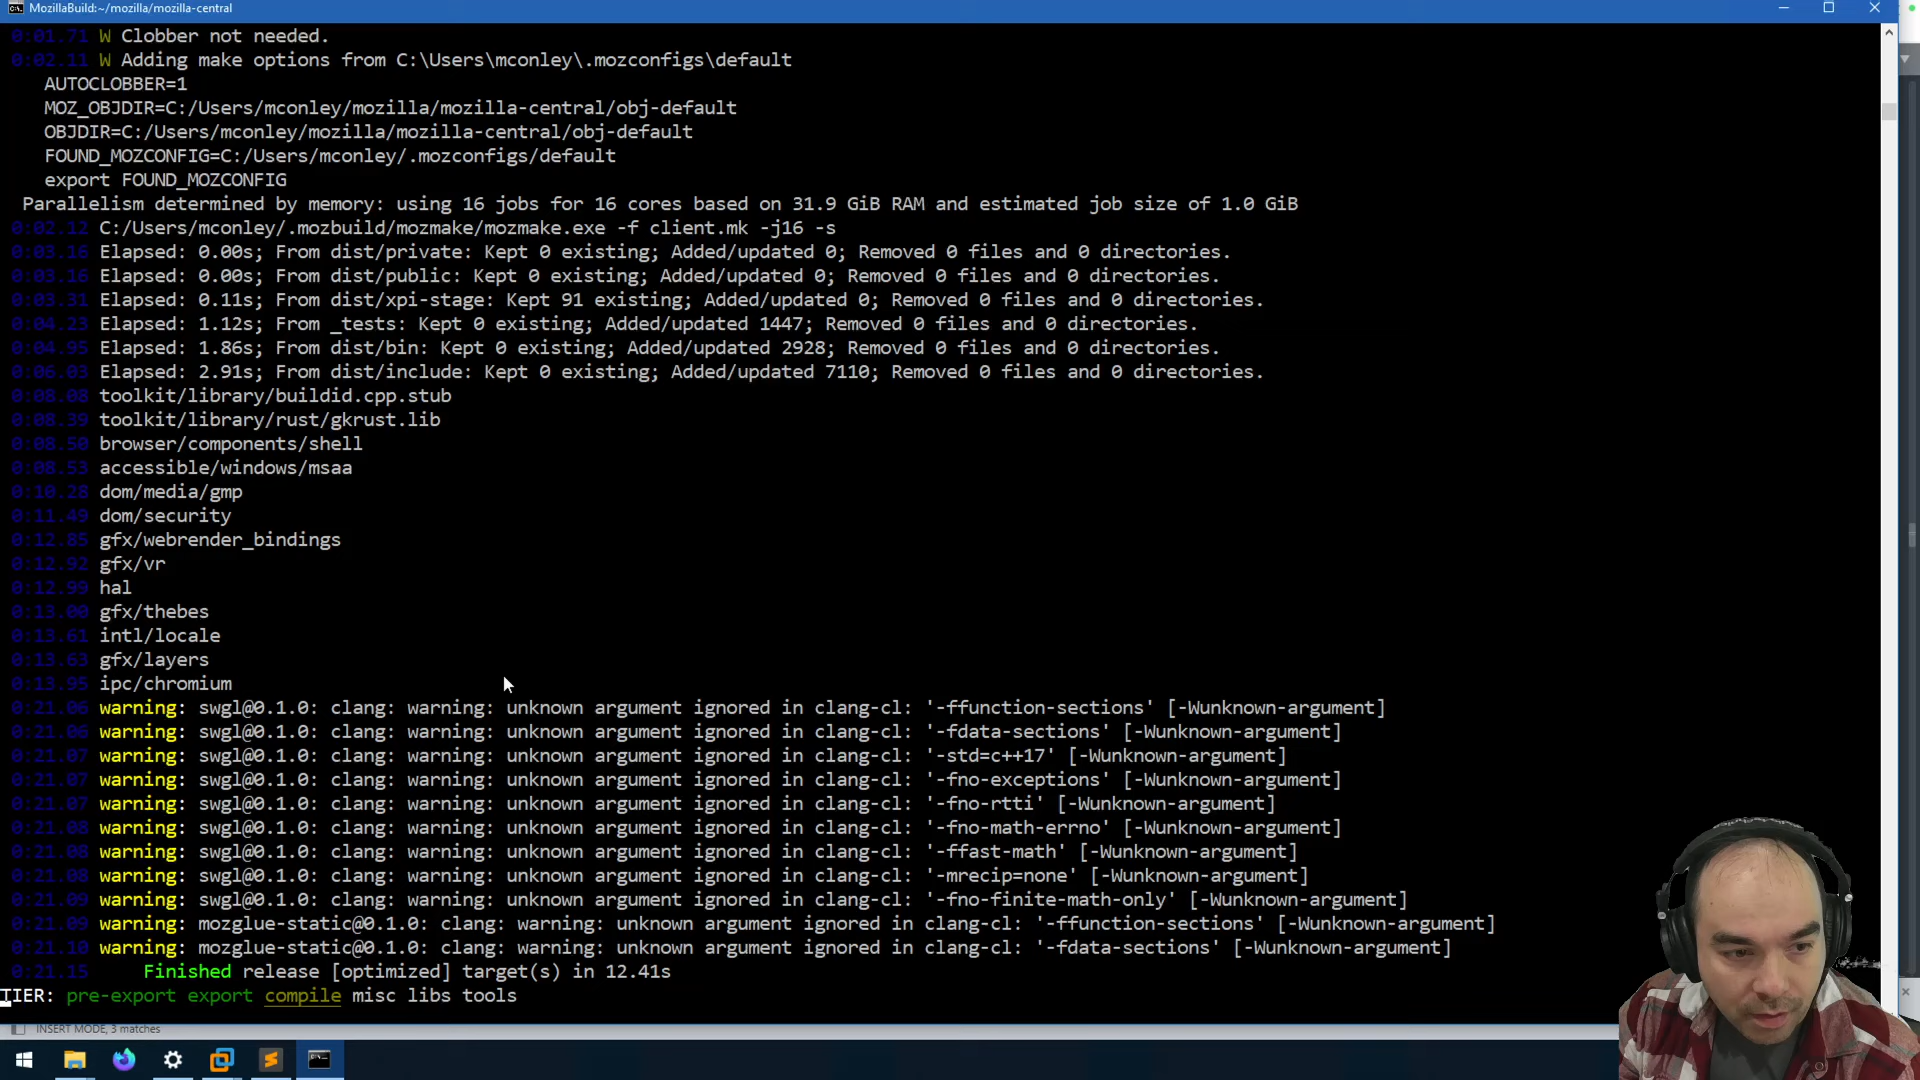 MozillaBuild:~/mozilla/mozilla-central
0:01.71 W Clobber not needed.
0:02.11 W Adding make options from C:\Users\mconley\.mozconfigs\default
AUTOCLOBBER=1
MOZ_OBJDIR=C:/Users/mconley/mozilla/mozilla-central/obj-default
OBJDIR=C:/Users/mconley/mozilla/mozilla-central/obj-default
FOUND_MOZCONFIG=C:/Users/mconley/.mozconfigs/default
export FOUND_MOZCONFIG
Parallelism determined by memory: using 16 jobs for 16 cores based on 31.9 GiB RAM and estimated job size of 1.0 GiB
0:02.12 C:/Users/mconley/.mozbuild/mozmake/mozmake.exe -f client.mk -j16 -s
0:03.16 Elapsed: 0.00s; From dist/private: Kept 0 existing; Added/updated 0; Removed 0 files and 0 directories.
0:03.16 Elapsed: 0.00s; From dist/public: Kept 0 existing; Added/updated 0; Removed 0 files and 0 directories.
0:03.31 Elapsed: 0.11s; From dist/xpi-stage: Kept 91 existing; Added/updated 0; Removed 0 files and 0 directories.
0:04.23 Elapsed: 1.12s; From _tests: Kept 0 existing; Added/updated 1447; Removed 0 files and 0 directories.
0:04.95 Elapsed: 1.86s; From dist/bin: Kept 0 existing; Added/updated 2928; Removed 0 files and 0 directories.
0:06.03 Elapsed: 2.91s; From dist/include: Kept 0 existing; Added/updated 7110; Removed 0 files and 0 directories.
0:08.08 toolkit/library/buildid.cpp.stub
0:08.39 toolkit/library/rust/gkrust.lib
0:08.50 browser/components/shell
0:08.53 accessible/windows/msaa
0:10.28 dom/media/gmp
0:11.49 dom/security
0:12.85 gfx/webrender_bindings
0:12.92 gfx/vr
0:12.99 hal
0:13.00 gfx/thebes
0:13.61 intl/locale
0:13.63 gfx/layers
0:13.95 ipc/chromium
0:21.06 warning: swgl@0.1.0: clang: warning: unknown argument ignored in clang-cl: '-ffunction-sections' [-Wunknown-argument]
0:21.06 warning: swgl@0.1.0: clang: warning: unknown argument ignored in clang-cl: '-fdata-sections' [-Wunknown-argument]
0:21.07 warning: swgl@0.1.0: clang: warning: unknown argument ignored in clang-cl: '-std=c++17' [-Wunknown-argument]
0:21.07 warning: swgl@0.1.0: clang: warning: unknown argument ignored in clang-cl: '-fno-exceptions' [-Wunknown-argument]
0:21.07 warning: swgl@0.1.0: clang: warning: unknown argument ignored in clang-cl: '-fno-rtti' [-Wunknown-argument]
0:21.08 warning: swgl@0.1.0: clang: warning: unknown argument ignored in clang-cl: '-fno-math-errno' [-Wunknown-argument]
0:21.08 warning: swgl@0.1.0: clang: warning: unknown argument ignored in clang-cl: '-ffast-math' [-Wunknown-argument]
0:21.08 warning: swgl@0.1.0: clang: warning: unknown argument ignored in clang-cl: '-mrecip=none' [-Wunknown-argument]
0:21.09 warning: swgl@0.1.0: clang: warning: unknown argument ignored in clang-cl: '-fno-finite-math-only' [-Wunknown-argument]
0:21.09 warning: mozglue-static@0.1.0: clang: warning: unknown argument ignored in clang-cl: '-ffunction-sections' [-Wunknown-argument]
0:21.10 warning: mozglue-static@0.1.0: clang: warning: unknown argument ignored in clang-cl: '-fdata-sections' [-Wunknown-argument]
0:21.15 Finished release [optimized] target(s) in 12.41s
TIER: pre-export export compile misc libs tools
INSERT MODE, 3 matches